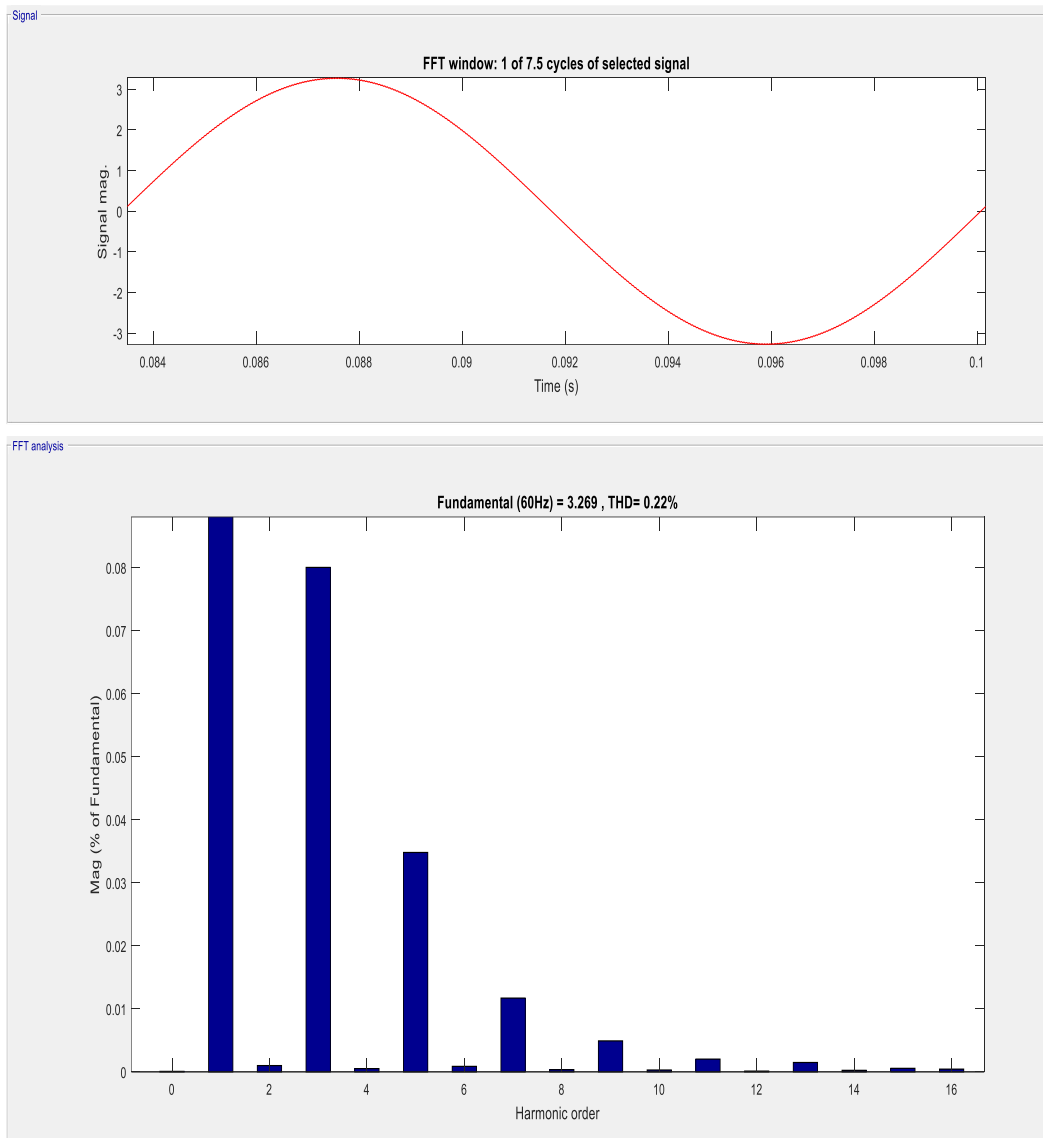 Signal
FFT window: 1 of 7.5 cycles of selected signal
Signal mag.
3
2
1
0
-1
-2
-3
0.084 0.086 0.088 0.09 0.092 0.094 0.096 0.098 0.1
Time (s)
FFT analysis
Fundamental (60Hz) = 3.269 , THD= 0.22%
Mag (% of Fundamental)
0.08
0.07
0.06
0.05
0.04
0.03
0.02
0.01
0
0 2 4 6 8 10 12 14 16
Harmonic order